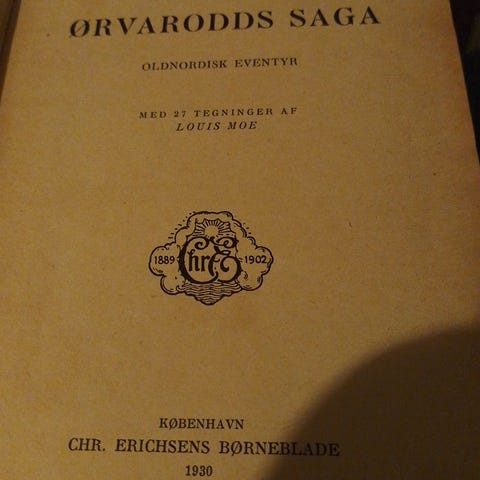 ØRVARODDS SAGA
OLDNORDISK EVENTYR
MED 27 TEGNINGER AF
LOUIS MOE
1889 Chr.E 1902
KØBENHAVN
CHR. ERICHSENS BØRNEBLADE
1930